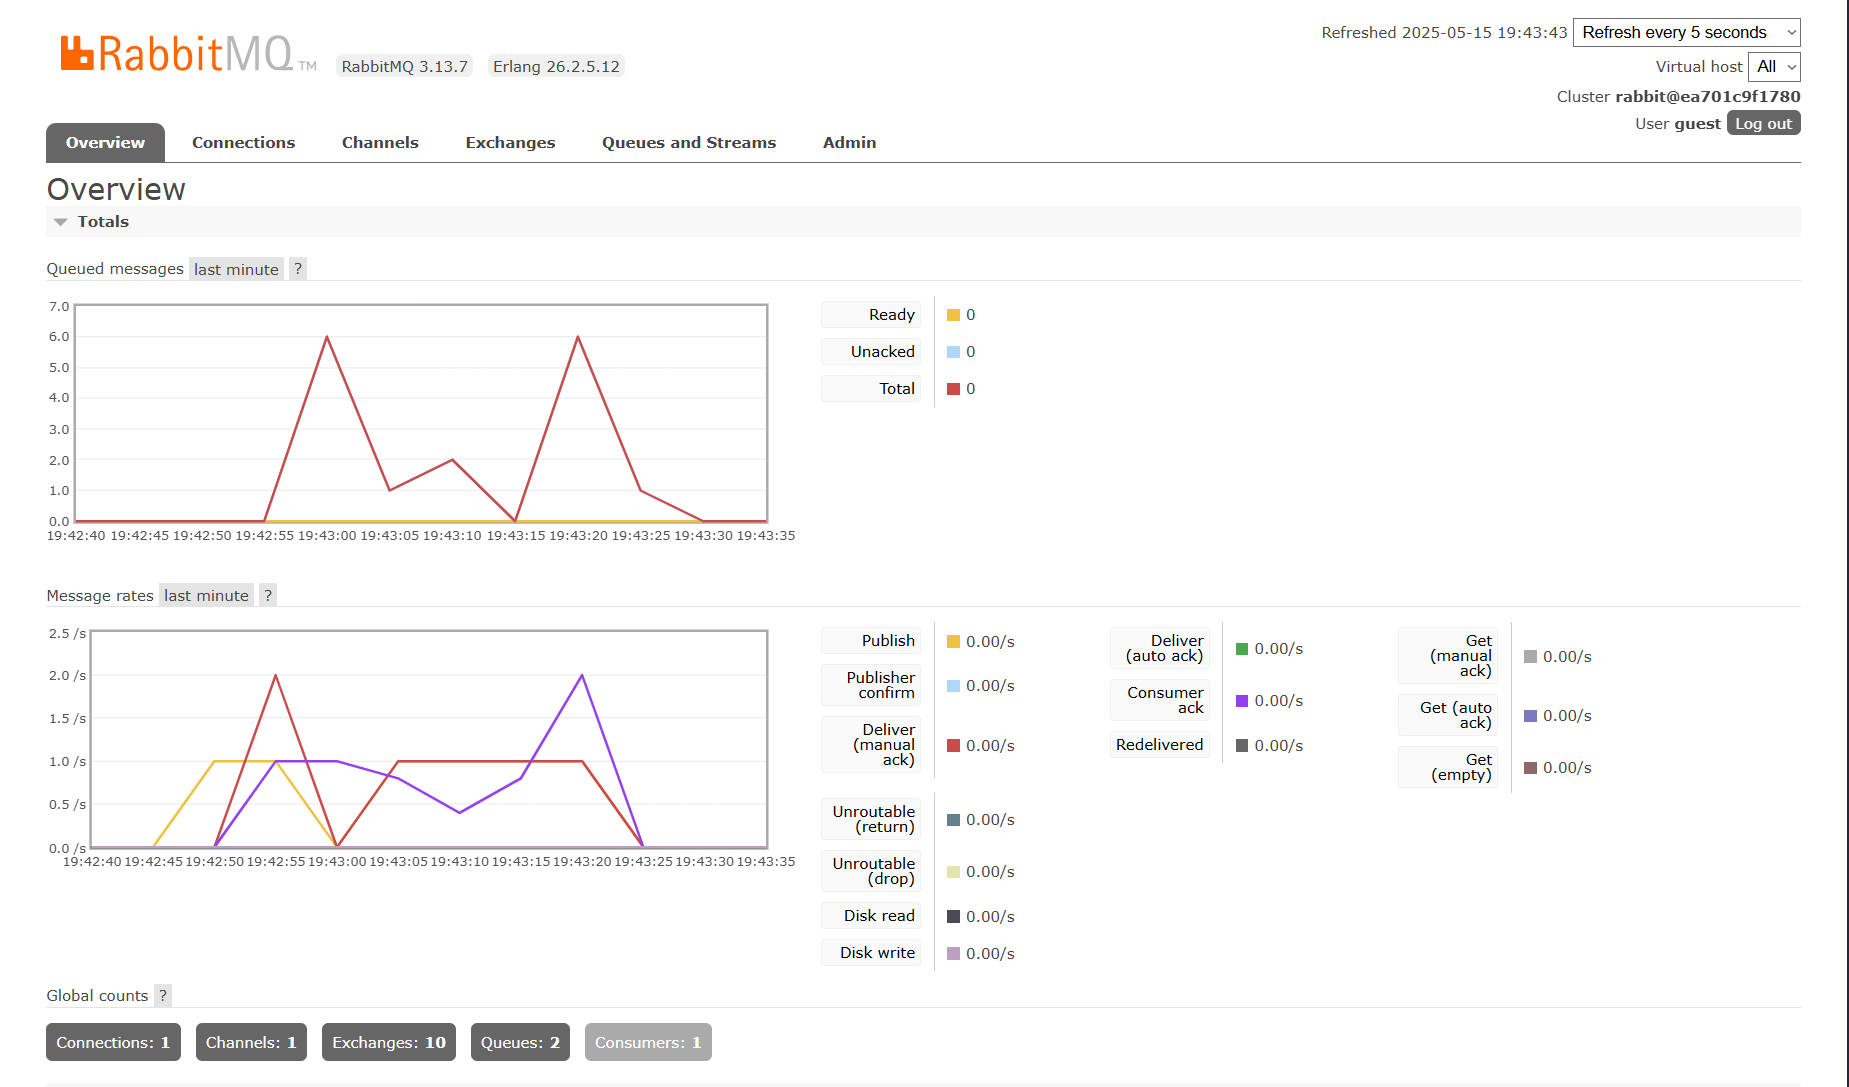 RabbitMQ TM
RabbitMQ 3.13.7 Erlang 26.2.5.12
Refreshed 2025-05-15 19:43:43 Refresh every 5 seconds
Virtual host All
Cluster rabbit@ea701c9f1780
User guest Log out
Overview Connections Channels Exchanges Queues and Streams Admin
Overview
Totals
Queued messages last minute ?
7.0
6.0
5.0
4.0
3.0
2.0
1.0
0.0
19:42:40 19:42:45 19:42:50 19:42:55 19:43:00 19:43:05 19:43:10 19:43:15 19:43:20 19:43:25 19:43:30 19:43:35
Ready 0
Unacked 0
Total 0
Message rates last minute ?
2.5 /s
2.0 /s
1.5 /s
1.0 /s
0.5 /s
0.0 /s
19:42:40 19:42:45 19:42:50 19:42:55 19:43:00 19:43:05 19:43:10 19:43:15 19:43:20 19:43:25 19:43:30 19:43:35
Publish 0.00/s
Publisher
confirm 0.00/s
Deliver
(manual
ack) 0.00/s
Deliver
(auto ack) 0.00/s
Consumer
ack 0.00/s
Redelivered 0.00/s
Get
(manual
ack) 0.00/s
Get (auto
ack) 0.00/s
Get
(empty) 0.00/s
Unroutable
(return) 0.00/s
Unroutable
(drop) 0.00/s
Disk read 0.00/s
Disk write 0.00/s
Global counts ?
Connections: 1 Channels: 1 Exchanges: 10 Queues: 2 Consumers: 1